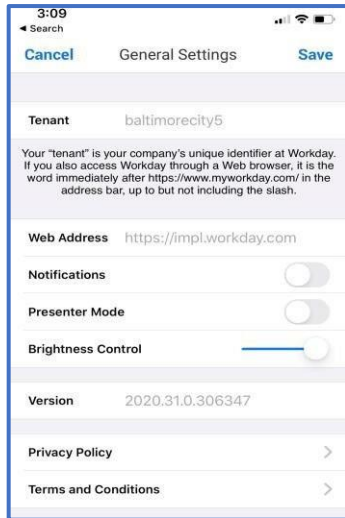 3:09
◄ Search
Cancel General Settings Save
Tenant baltimorecity5
Your "tenant" is your company's unique identifier at Workday.
If you also access Workday through a Web browser, it is the
word immediately after https://www.myworkday.com/ in the
address bar, up to but not including the slash.
Web Address https://impl.workday.com
Notifications
Presenter Mode
Brightness Control
Version 2020.31.0.306347
Privacy Policy
Terms and Conditions